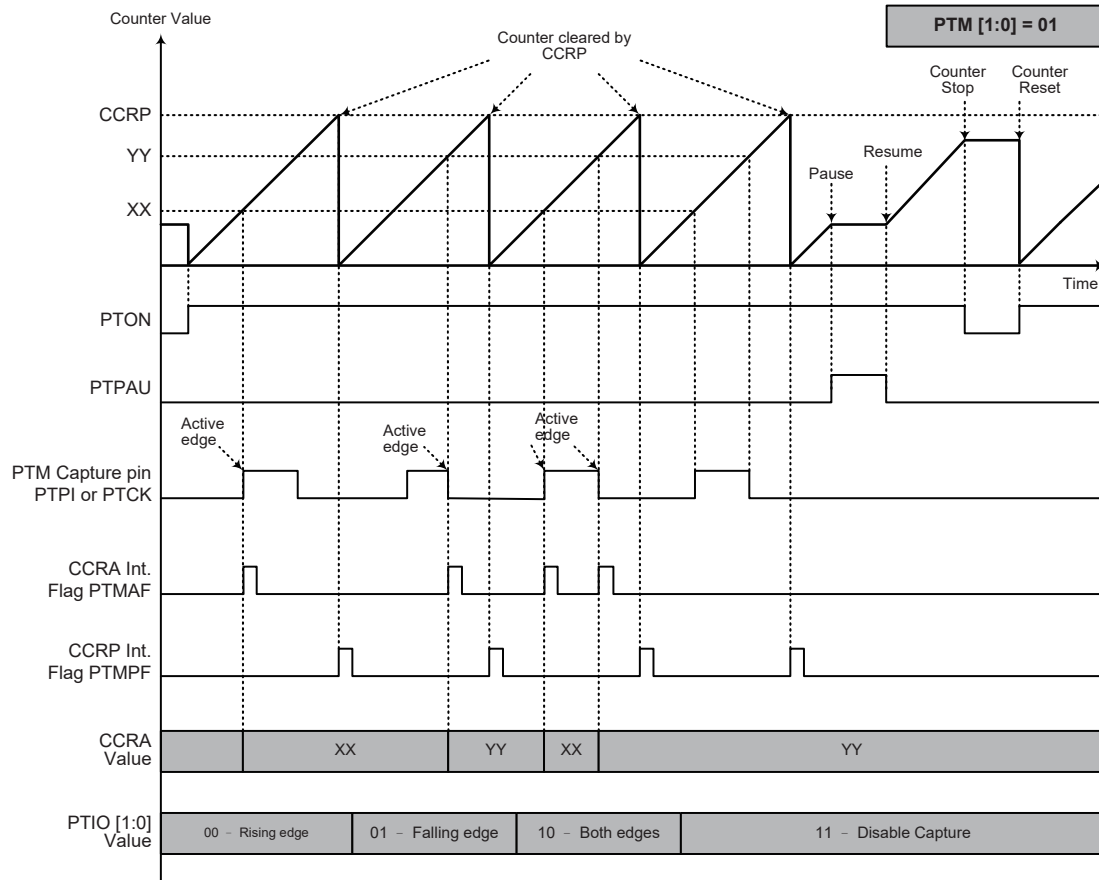 Counter Value
PTM [1:0] = 01
Counter cleared by
CCRP
Counter
Stop
Counter
Reset
CCRP
YY
Resume
Pause
XX
Time
PTON
PTPAU
Active
edge
Active
edge
Active
edge
PTM Capture pin
PTPI or PTCK
CCRA Int.
Flag PTMAF
CCRP Int.
Flag PTMPF
CCRA
Value
XX
YY
XX
YY
PTIO [1:0]
Value
00 – Rising edge
01 – Falling edge
10 – Both edges
11 – Disable Capture